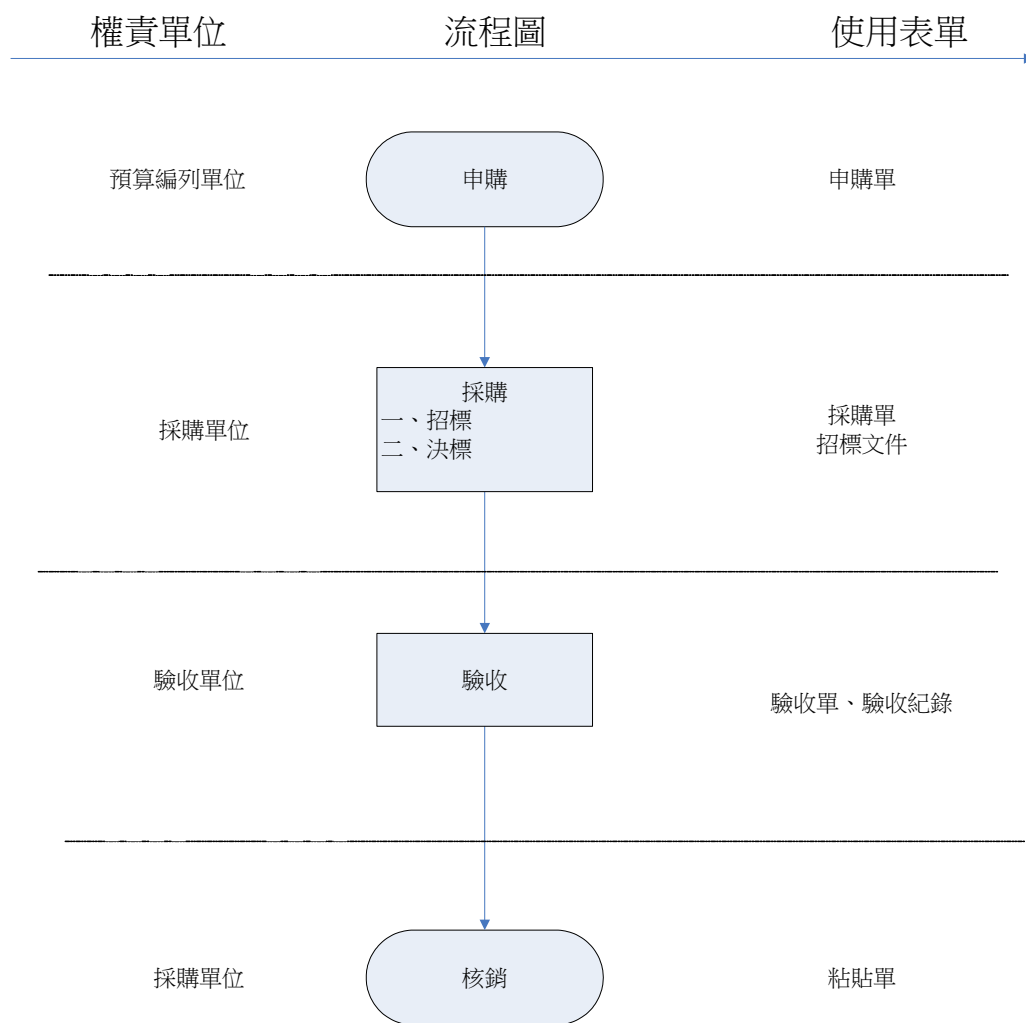 權責單位 流程圖 使用表單
預算編列單位 申購 申購單
採購
一、招標
二、決標
採購單位
採購單
招標文件
驗收單位 驗收
驗收單、驗收紀錄
採購單位 核銷 粘貼單